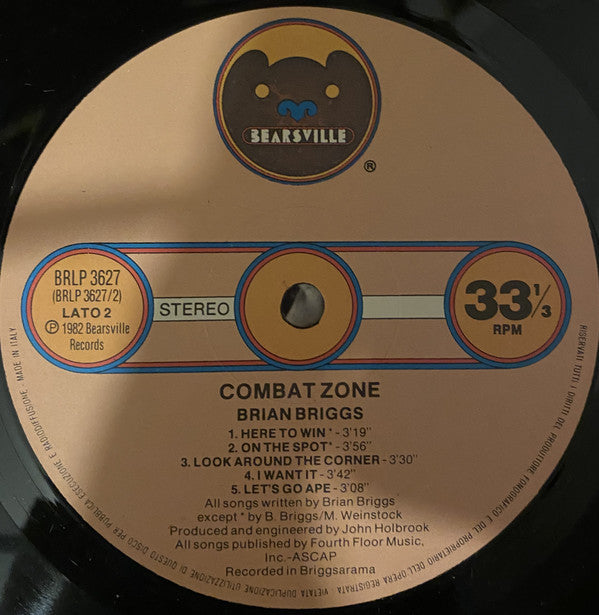 BEARSVILLE
®
BRLP 3627
(BRLP 3627/2)
LATO 2
℗ 1982 Bearsville
Records
STEREO
33 1/3
RPM
COMBAT ZONE
BRIAN BRIGGS
1. HERE TO WIN* - 3'19"
2. ON THE SPOT* - 3'56"
3. LOOK AROUND THE CORNER - 3'30"
4. I WANT IT - 3'42"
5. LET'S GO APE - 3'08"
All songs written by Brian Briggs
except * by B. Briggs/M. Weinstock
Produced and engineered by John Holbrook
All songs published by Fourth Floor Music,
Inc.-ASCAP
Recorded in Briggsarama
RISERVATI TUTTI I DIRITTI DEL PRODUTTORE FONOGRAFICO E DEL PROPRIETARIO DELL'OPERA REGISTRATA - VIETATA DUPLICAZIONE UTILIZZAZIONE DI QUESTO DISCO PER PUBBLICA ESECUZIONE E RADIODIFFUSIONE - MADE IN ITALY